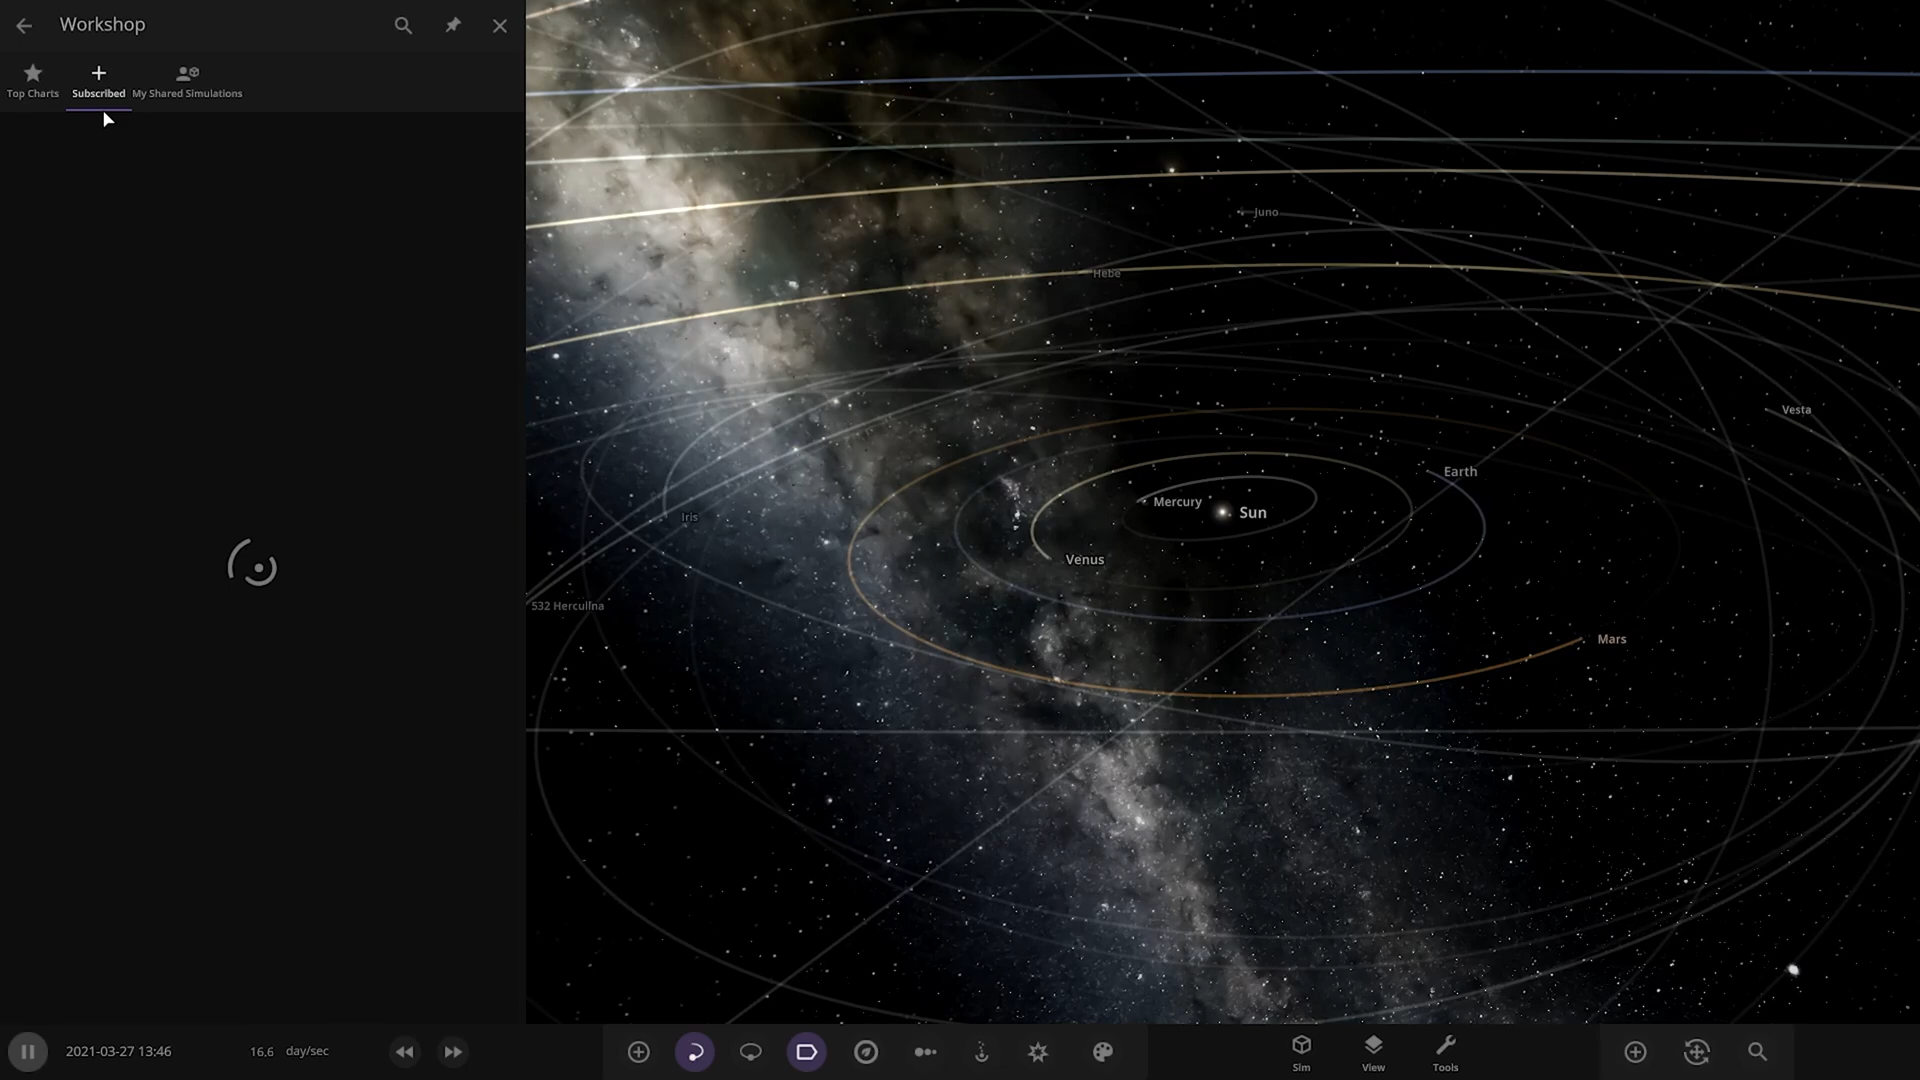 Workshop
Top Charts
Subscribed
My Shared Simulations
Juno
Hebe
Vesta
Earth
Mercury
Sun
Iris
Venus
532 Herculina
Mars
2021-03-27 13:46
16,6 day/sec
Sim
View
Tools